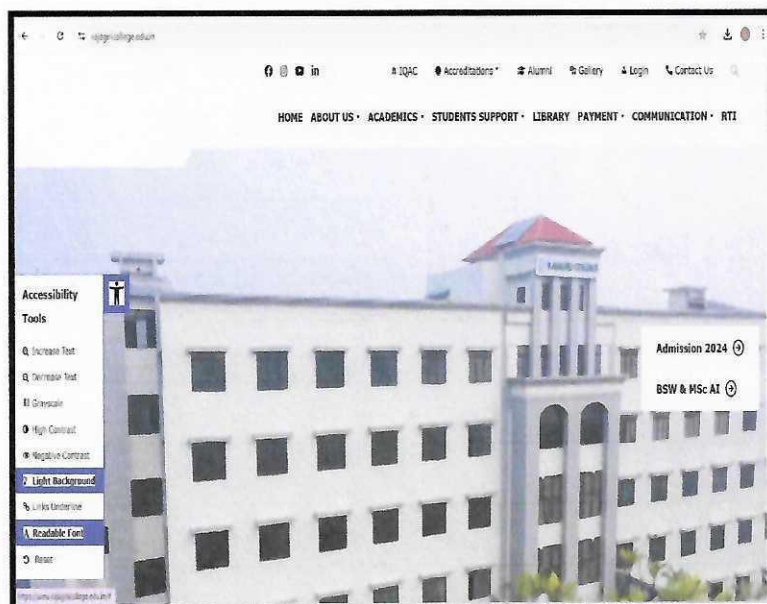 in
IQAC Accreditations Alumni Gallery Login Contact Us
HOME ABOUT US ACADEMICS STUDENTS SUPPORT LIBRARY PAYMENT COMMUNICATION RTI
Accessibility
Tools
Increase Text
Decrease Text
Grayscale
High Contrast
Negative Contrast
Light Background
Links Underline
Readable Font
Reset
Admission 2024
BSW & MSc AI